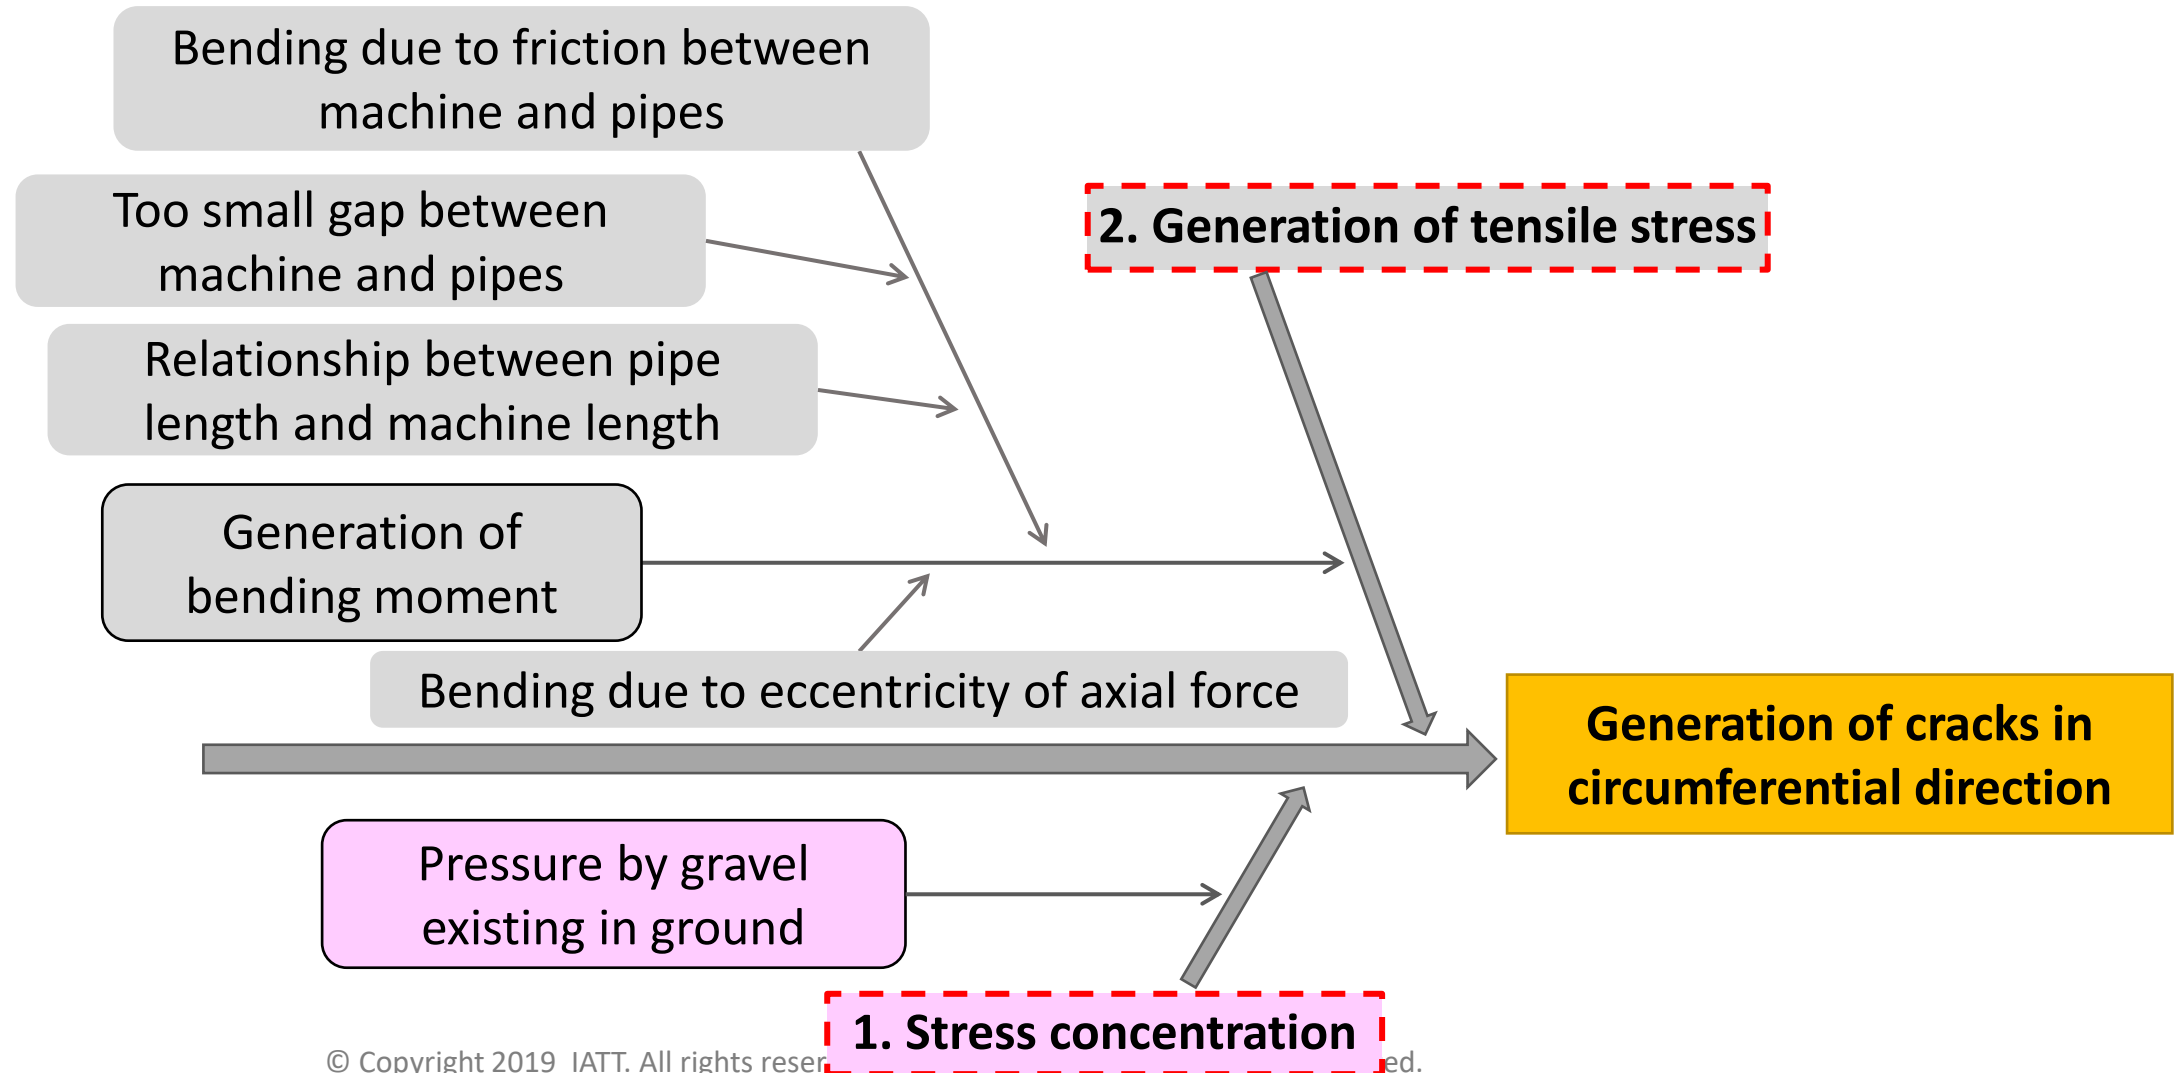 Bending due to friction between
machine and pipes
Too small gap between
machine and pipes
2. Generation of tensile stress
Relationship between pipe
length and machine length
Generation of
bending moment
Bending due to eccentricity of axial force
Generation of cracks in
circumferential direction
Pressure by gravel
existing in ground
1. Stress concentration
© Copyright 2019 IATT. All rights